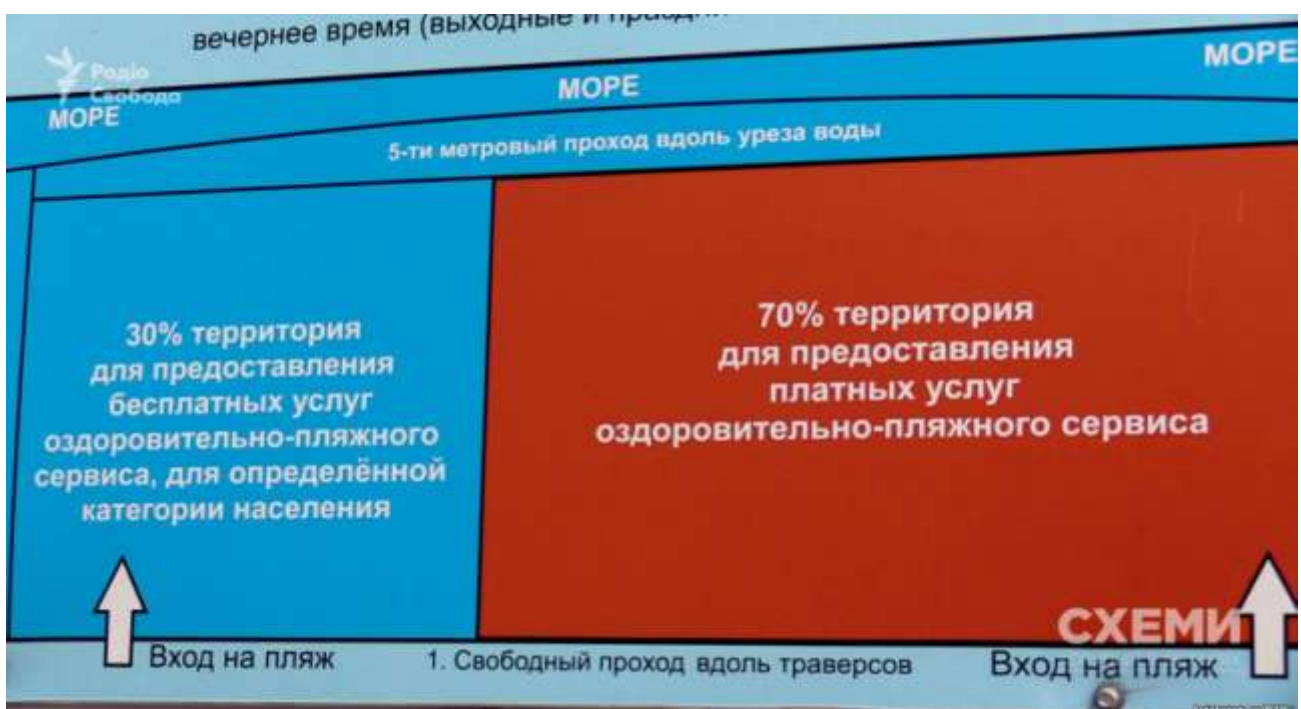 вечернее время (выходные и
Радіо
Свобода
МОРЕ
МОРЕ
МОРЕ
5-ти метровый проход вдоль уреза воды
30% территория
для предоставления
бесплатных услуг
оздоровительно-пляжного
сервиса, для определённой
категории населения
70% территория
для предоставления
платных услуг
оздоровительно-пляжного сервиса
СХЕМИ
Вход на пляж
1. Свободный проход вдоль траверсов
Вход на пляж